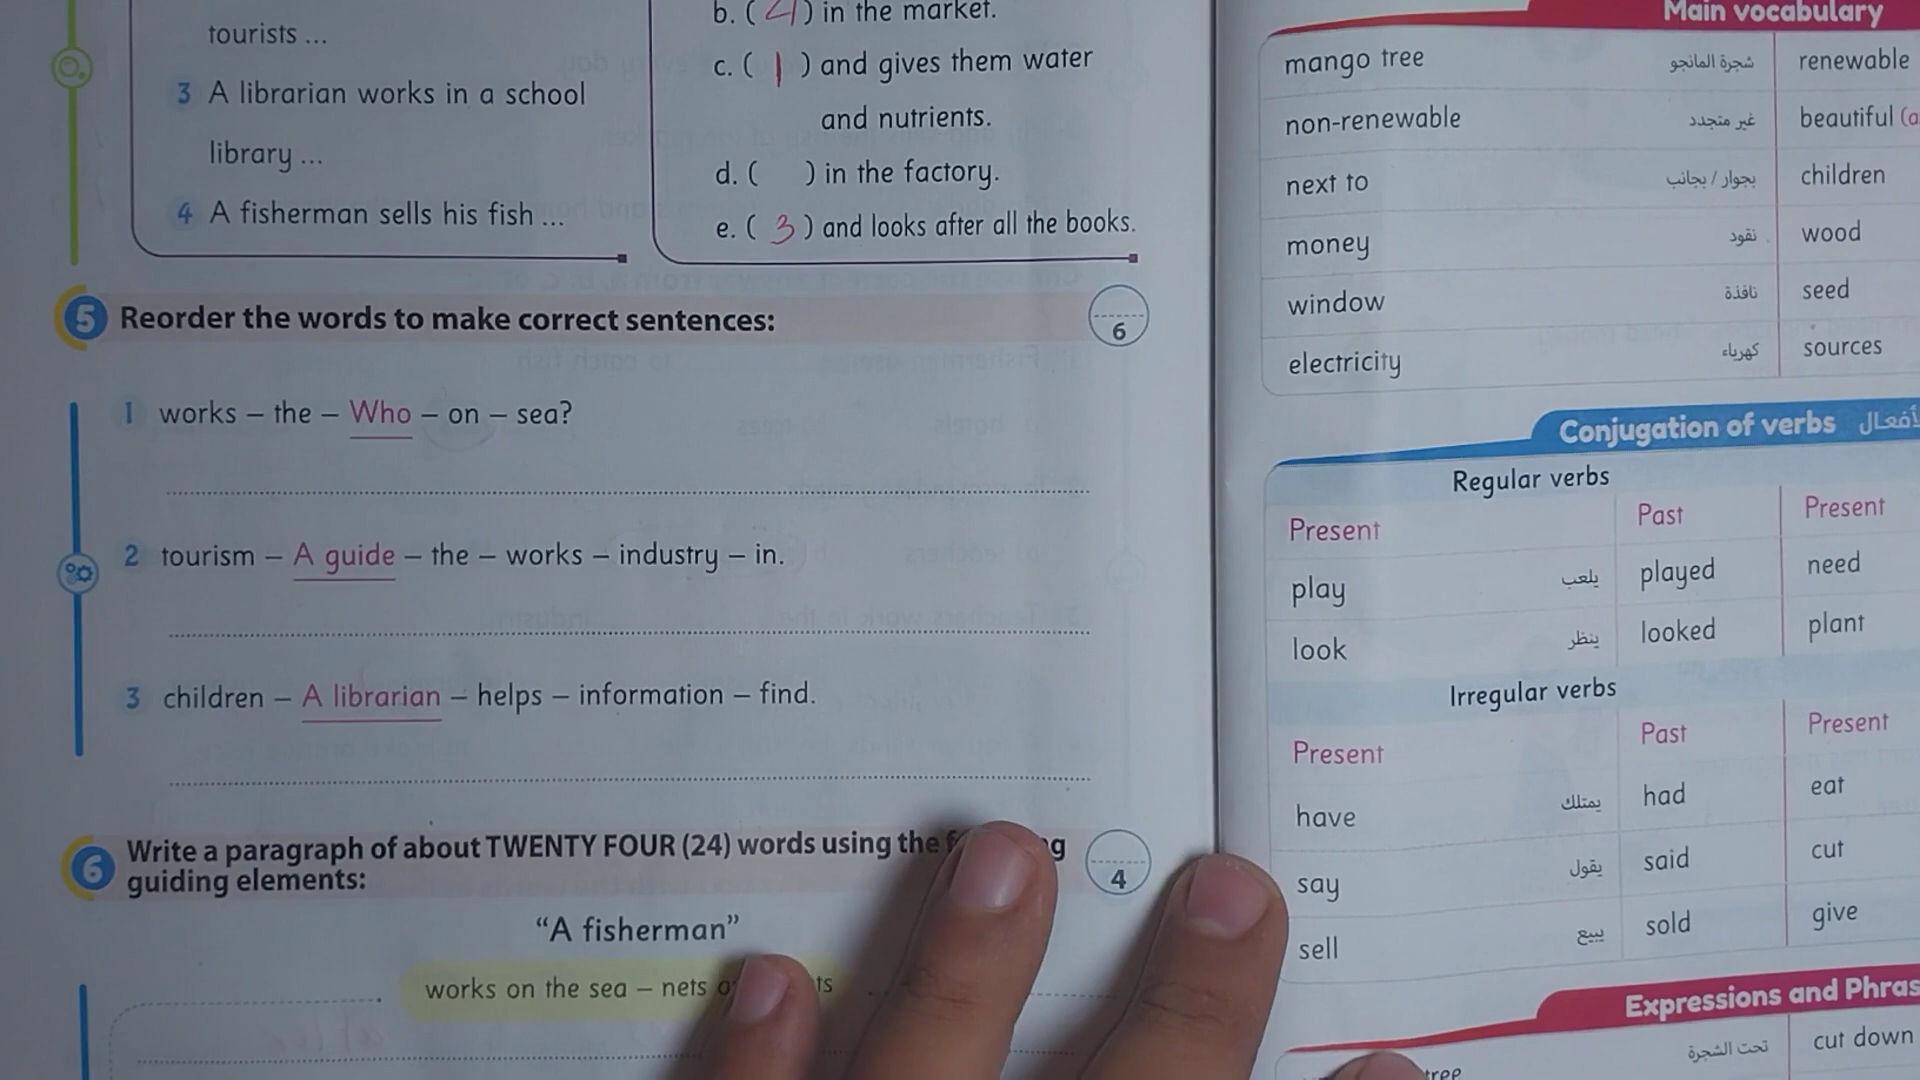 tourists ...
3 A librarian works in a school
library ...
4 A fisherman sells his fish ...
b. ( 4 ) in the market.
c. ( 1 ) and gives them water
and nutrients.
d. ( ) in the factory.
e. ( 3 ) and looks after all the books.
5 Reorder the words to make correct sentences:
6
1 works – the – Who – on – sea?
2 tourism – A guide – the – works – industry – in.
3 children – A librarian – helps – information – find.
6 Write a paragraph of about TWENTY FOUR (24) words using the
guiding elements:
4
“A fisherman”
works on the sea – nets
Main vocabulary
mango tree شجرة المانجو renewable
non-renewable غير متجدد beautiful
next to بجوار / بجانب children
money نقود wood
window نافذة seed
electricity كهرباء sources
Conjugation of verbs
Regular verbs
Present Past Present
play يلعب played need
look ينظر looked plant
Irregular verbs
Present Past Present
have يمتلك had eat
say يقول said cut
sell يبيع sold give
Expressions and
تحت الشجرة cut down